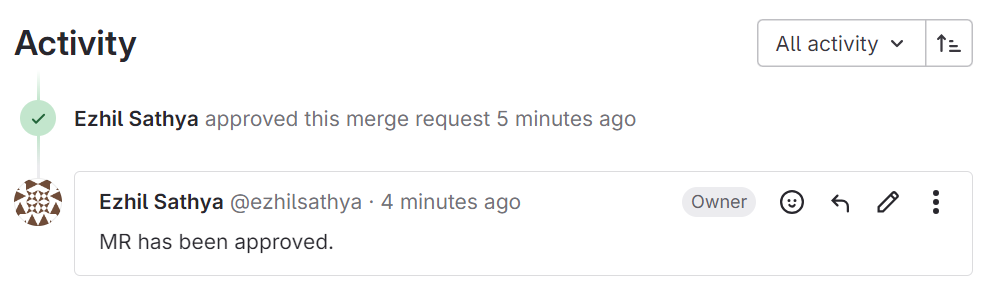 Activity
All activity
Ezhil Sathya approved this merge request 5 minutes ago
Ezhil Sathya @ezhilsathya · 4 minutes ago
Owner
MR has been approved.